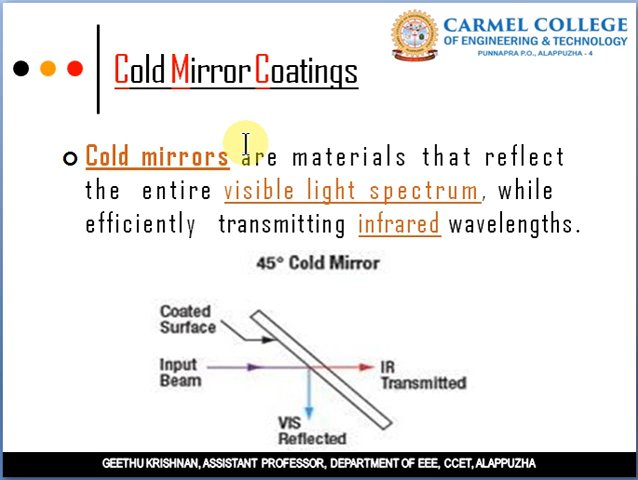 CARMEL COLLEGE
OF ENGINEERING & TECHNOLOGY
PUNNAPRA P.O., ALAPPUZHA - 4
Cold Mirror Coatings
Cold mirrors are materials that reflect
the entire visible light spectrum, while
efficiently transmitting infrared wavelengths.
45° Cold Mirror
Coated
Surface
Input
Beam
IR
Transmitted
VIS
Reflected
GEETHU KRISHNAN, ASSISTANT PROFESSOR, DEPARTMENT OF EEE, CCET, ALAPPUZHA